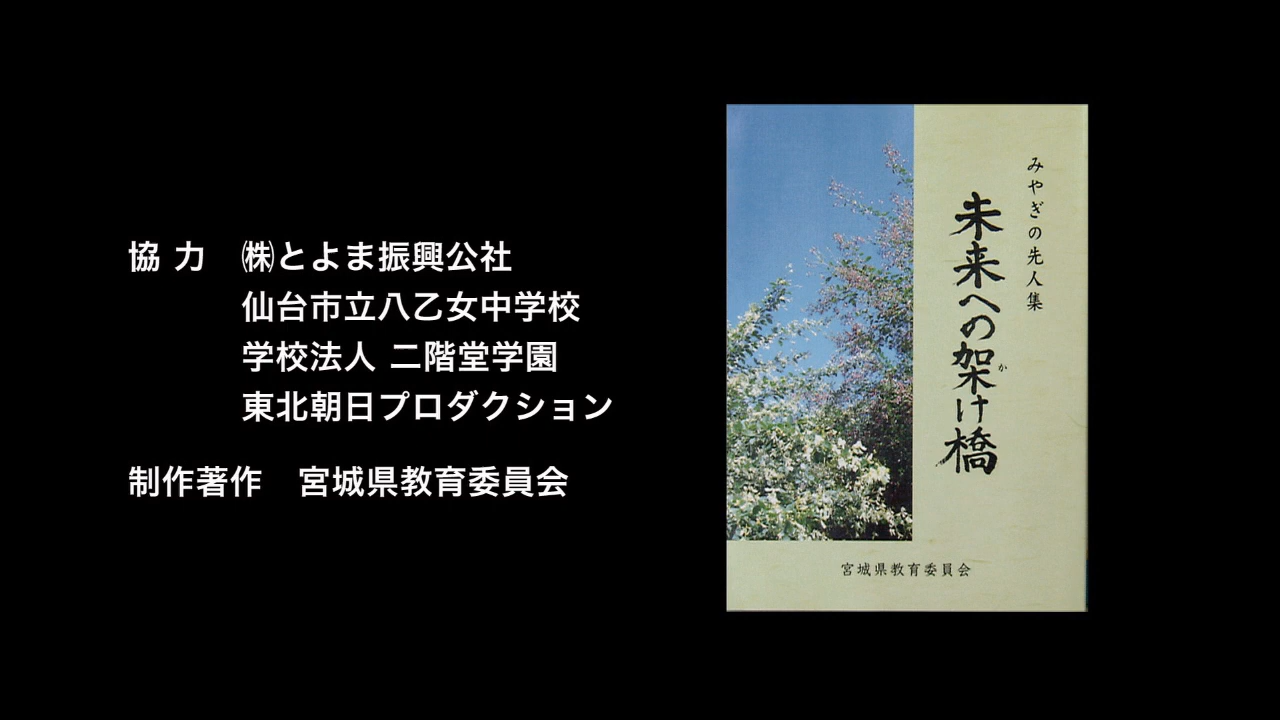 協 力　㈱とよま振興公社
仙台市立八乙女中学校
学校法人 二階堂学園
東北朝日プロダクション
制作著作　宮城県教育委員会
みやぎの先人集
未来への架け橋
か
宮城県教育委員会